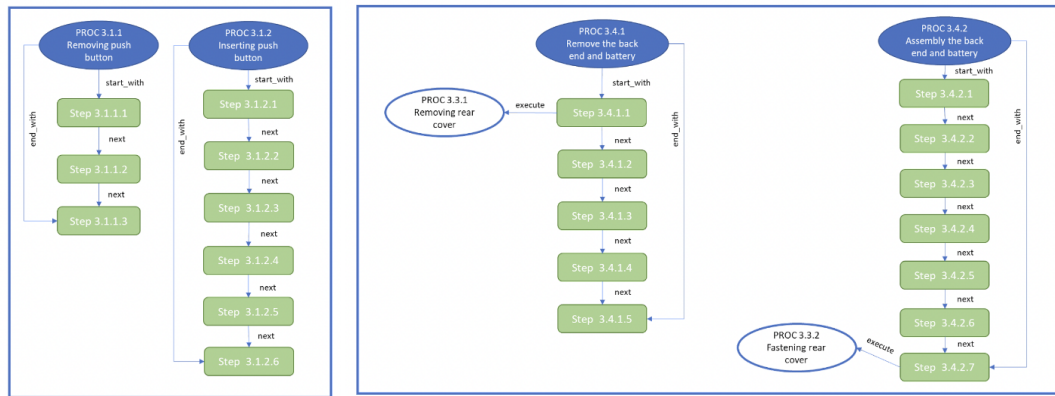 PROC 3.1.1
Removing push
button
start_with
end_with
Step 3.1.1.1
next
Step 3.1.1.2
next
Step 3.1.1.3
PROC 3.1.2
Inserting push
button
start_with
end_with
Step 3.1.2.1
next
Step 3.1.2.2
next
Step 3.1.2.3
next
Step 3.1.2.4
next
Step 3.1.2.5
next
Step 3.1.2.6
PROC 3.4.1
Remove the back
end and battery
start_with
end_with
PROC 3.3.1
Removing rear
cover
execute
Step 3.4.1.1
next
Step 3.4.1.2
next
Step 3.4.1.3
next
Step 3.4.1.4
next
Step 3.4.1.5
PROC 3.4.2
Assembly the back
end and battery
start_with
end_with
Step 3.4.2.1
next
Step 3.4.2.2
next
Step 3.4.2.3
next
Step 3.4.2.4
next
Step 3.4.2.5
next
Step 3.4.2.6
next
Step 3.4.2.7
execute
PROC 3.3.2
Fastening rear
cover